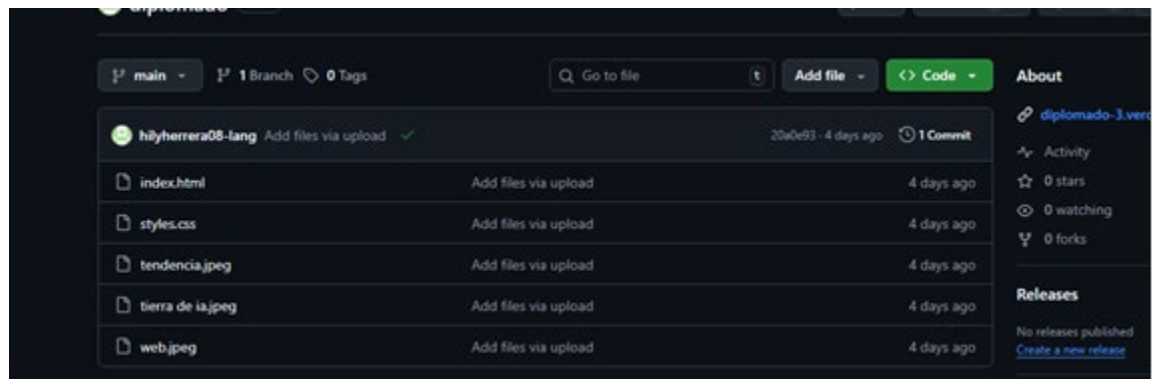 diplomado
main 1 Branch 0 Tags Go to file t Add file Code About
diplomado-3.verc
hilyherrera08-lang Add files via upload 20a0e93 · 4 days ago 1 Commit
Activity
index.html Add files via upload 4 days ago
0 stars
styles.css Add files via upload 4 days ago
0 watching
0 forks
tendencia.jpeg Add files via upload 4 days ago
tierra de ia.jpeg Add files via upload 4 days ago
Releases
No releases published
web.jpeg Add files via upload 4 days ago
Create a new release